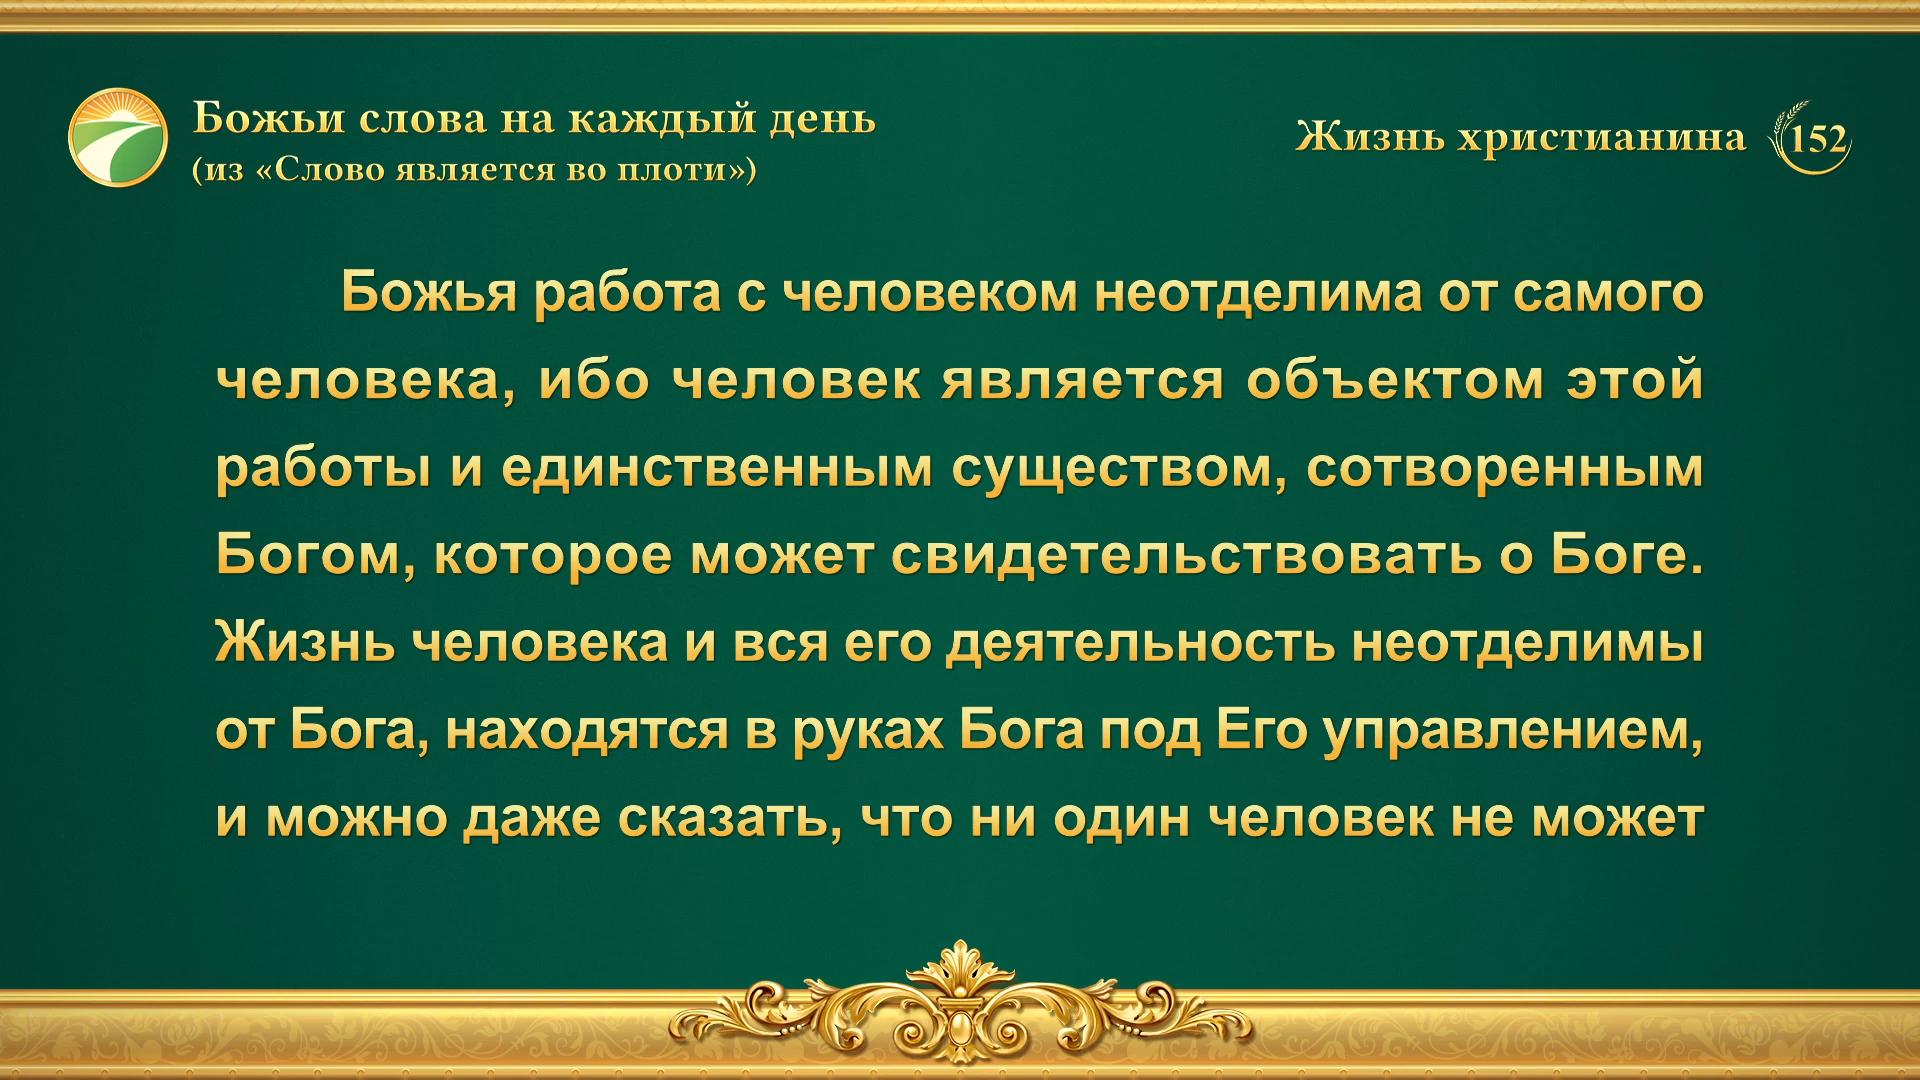 Божьи слова на каждый день
(из «Слово является во плоти»)
Жизнь христианина 152
Божья работа с человеком неотделима от самого
человека, ибо человек является объектом этой
работы и единственным существом, сотворенным
Богом, которое может свидетельствовать о Боге.
Жизнь человека и вся его деятельность неотделимы
от Бога, находятся в руках Бога под Его управлением,
и можно даже сказать, что ни один человек не может